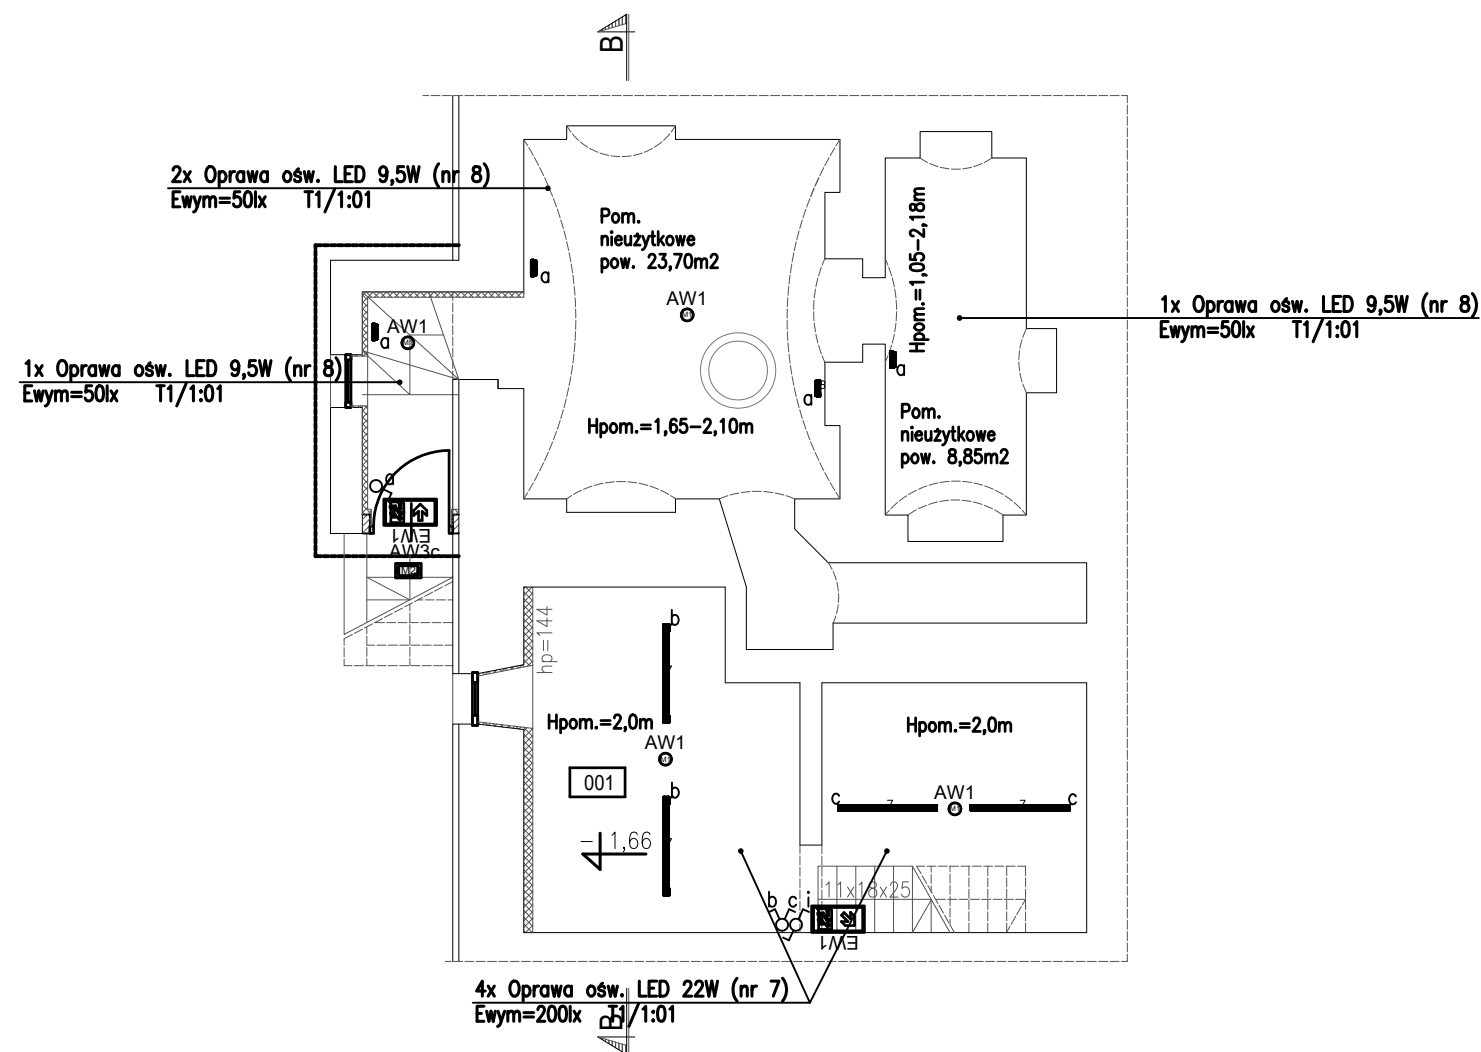 B
2x Oprawa ośw. LED 9,5W (nr 8)
Ewym=50lx T1/1:01
Pom.
nieużytkowe
pow. 23,70m2
Hpom.=1,05-2,18m
a
AW1
1x Oprawa ośw. LED 9,5W (nr 8)
Ewym=50lx T1/1:01
AW1
a
1x Oprawa ośw. LED 9,5W (nr 8)
Ewym=50lx T1/1:01
a
a
Hpom.=1,65-2,10m
Pom.
nieużytkowe
pow. 8,85m2
a
EW1
AW3c
hp=144
b
Hpom.=2,0m
Hpom.=2,0m
AW1
001
b
c
AW1
c
-1,66
11x18x25
b c i
EW1
4x Oprawa ośw. LED 22W (nr 7)
Ewym=200lx T1/1:01
B